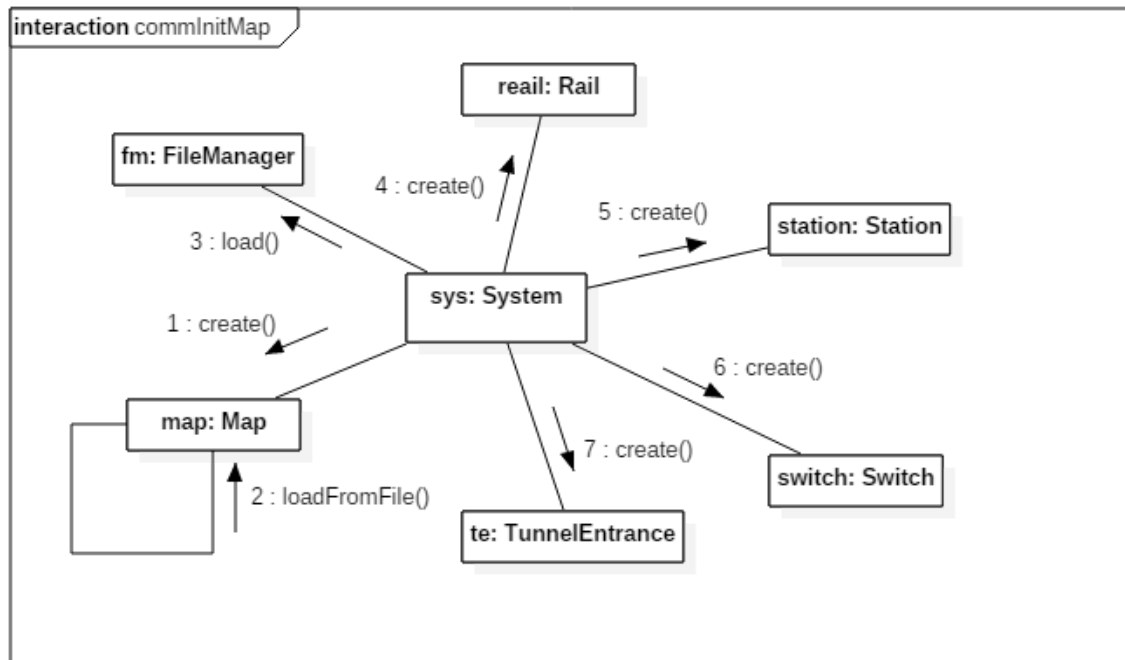 interaction commInitMap
reail: Rail
fm: FileManager
4 : create()
5 : create()
station: Station
3 : load()
sys: System
1 : create()
6 : create()
map: Map
7 : create()
switch: Switch
2 : loadFromFile()
te: TunnelEntrance